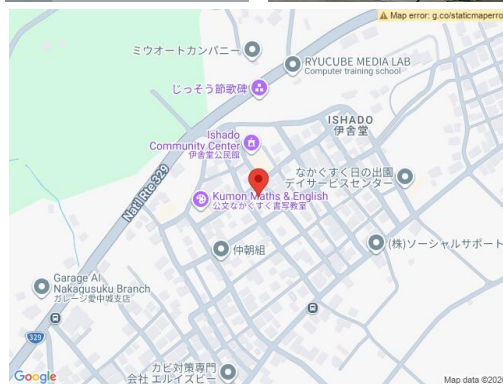 Map error: g.co/staticmaperro
ミウオートカンパニー
RYUCUBE MEDIA LAB
Computer training school
じっそう節歌碑
ISHADO
伊舎堂
Ishado
Community Center
伊舎堂公民館
なかぐすく日の出園
デイサービスセンター
Natl Rte 329
Kumon Maths & English
公文なかぐすく書写教室
仲朝組
(株)ソーシャルサポート
Garage AI
Nakagusuku Branch
ガレージ愛中城支店
329
カビ対策専門
会社 エルイズビー
Google
Map data ©202